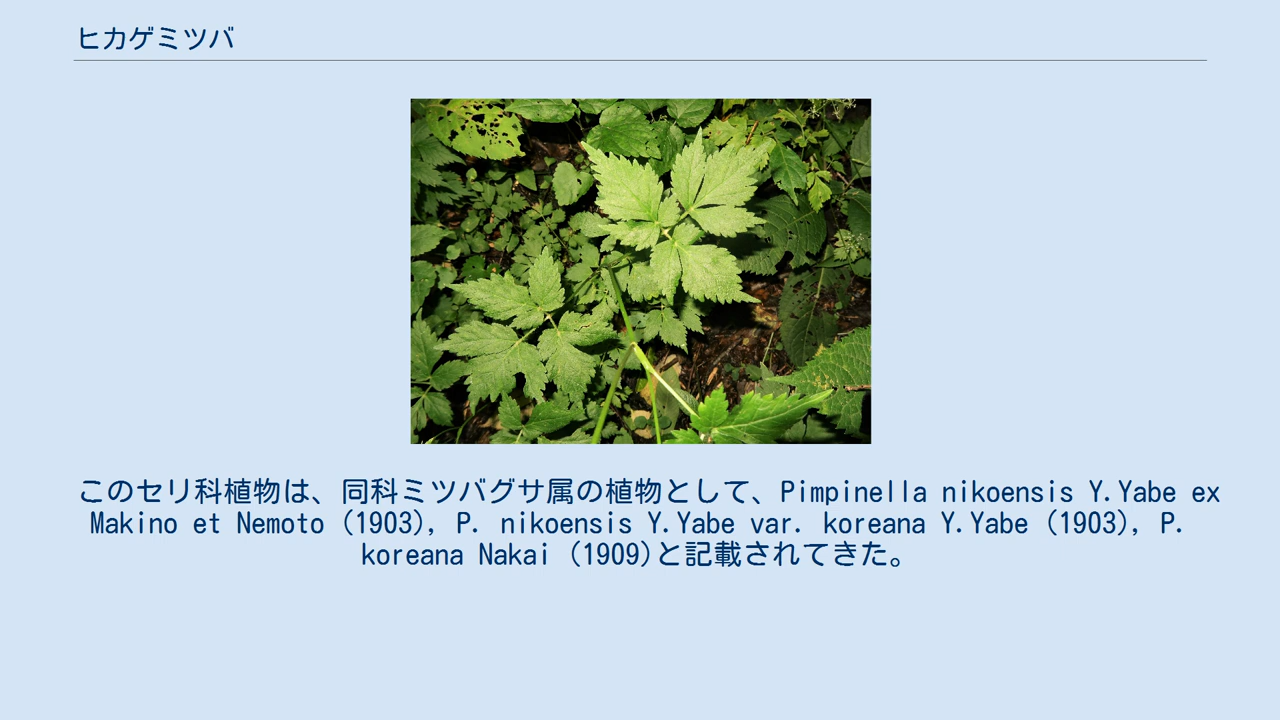 ヒカゲミツバ
このセリ科植物は、同科ミツバグサ属の植物として、Pimpinella nikoensis Y.Yabe ex
Makino et Nemoto (1903), P. nikoensis Y.Yabe var. koreana Y.Yabe (1903), P.
koreana Nakai (1909)と記載されてきた。